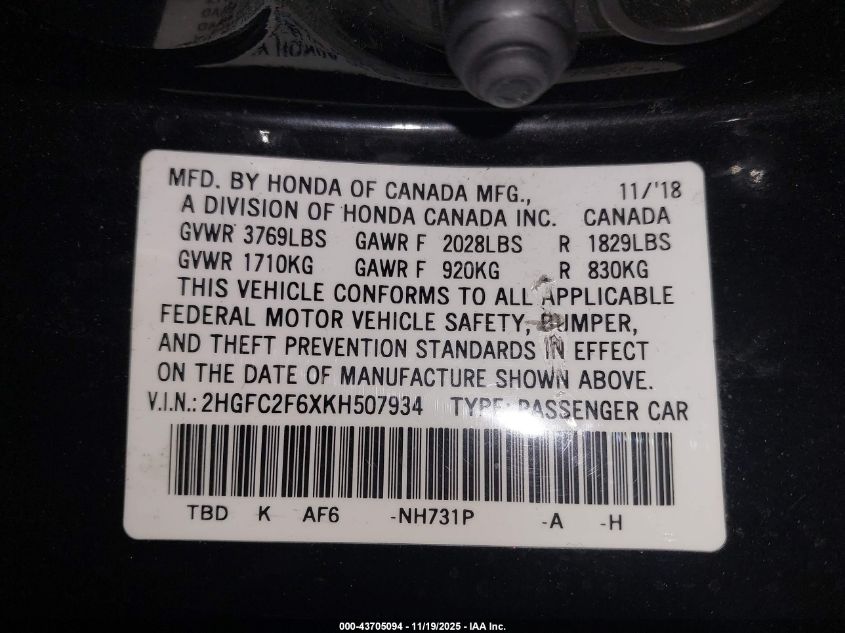 MFD. BY HONDA OF CANADA MFG., 11/'18
A DIVISION OF HONDA CANADA INC. CANADA
GVWR 3769LBS GAWR F 2028LBS R 1829LBS
GVWR 1710KG GAWR F 920KG R 830KG
THIS VEHICLE CONFORMS TO ALL APPLICABLE
FEDERAL MOTOR VEHICLE SAFETY, BUMPER,
AND THEFT PREVENTION STANDARDS IN EFFECT
ON THE DATE OF MANUFACTURE SHOWN ABOVE.
V.I.N.: 2HGFC2F6XKH507934 TYPE: PASSENGER CAR
TBD K AF6 -NH731P -A -H
000-43705094 - 11/19/2025 - IAA Inc.